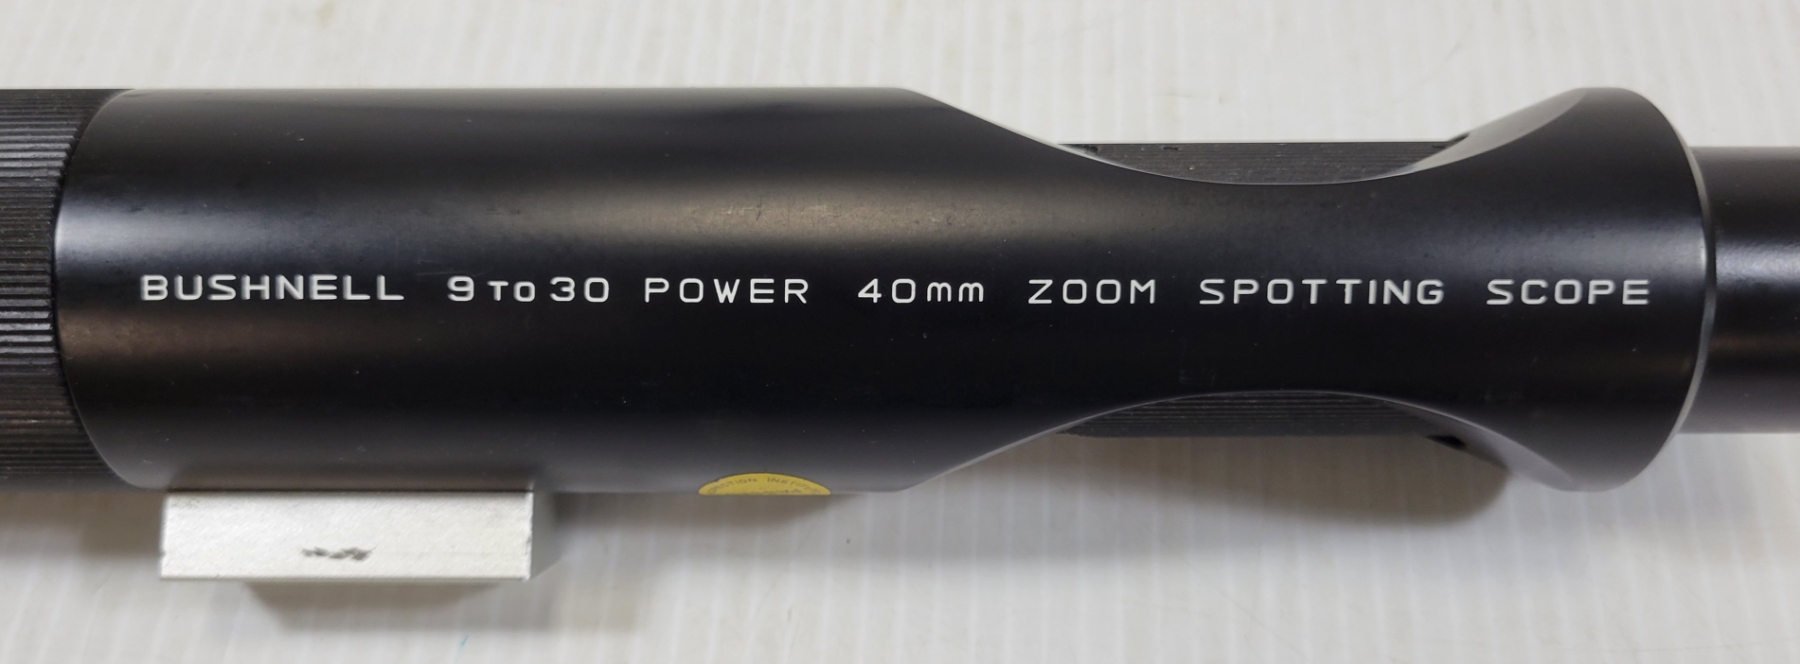 BUSHNELL 9 TO 30 POWER 40mm ZOOM SPOTTING SCOPE